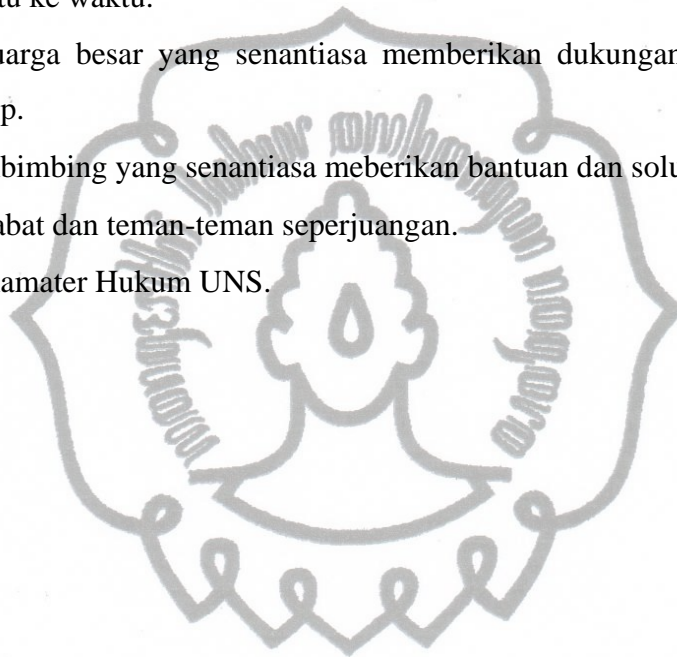 tu ke waktu.
uarga besar yang senantiasa memberikan dukungan
p.
bimbing yang senantiasa meberikan bantuan dan solu
abat dan teman-teman seperjuangan.
amater Hukum UNS.